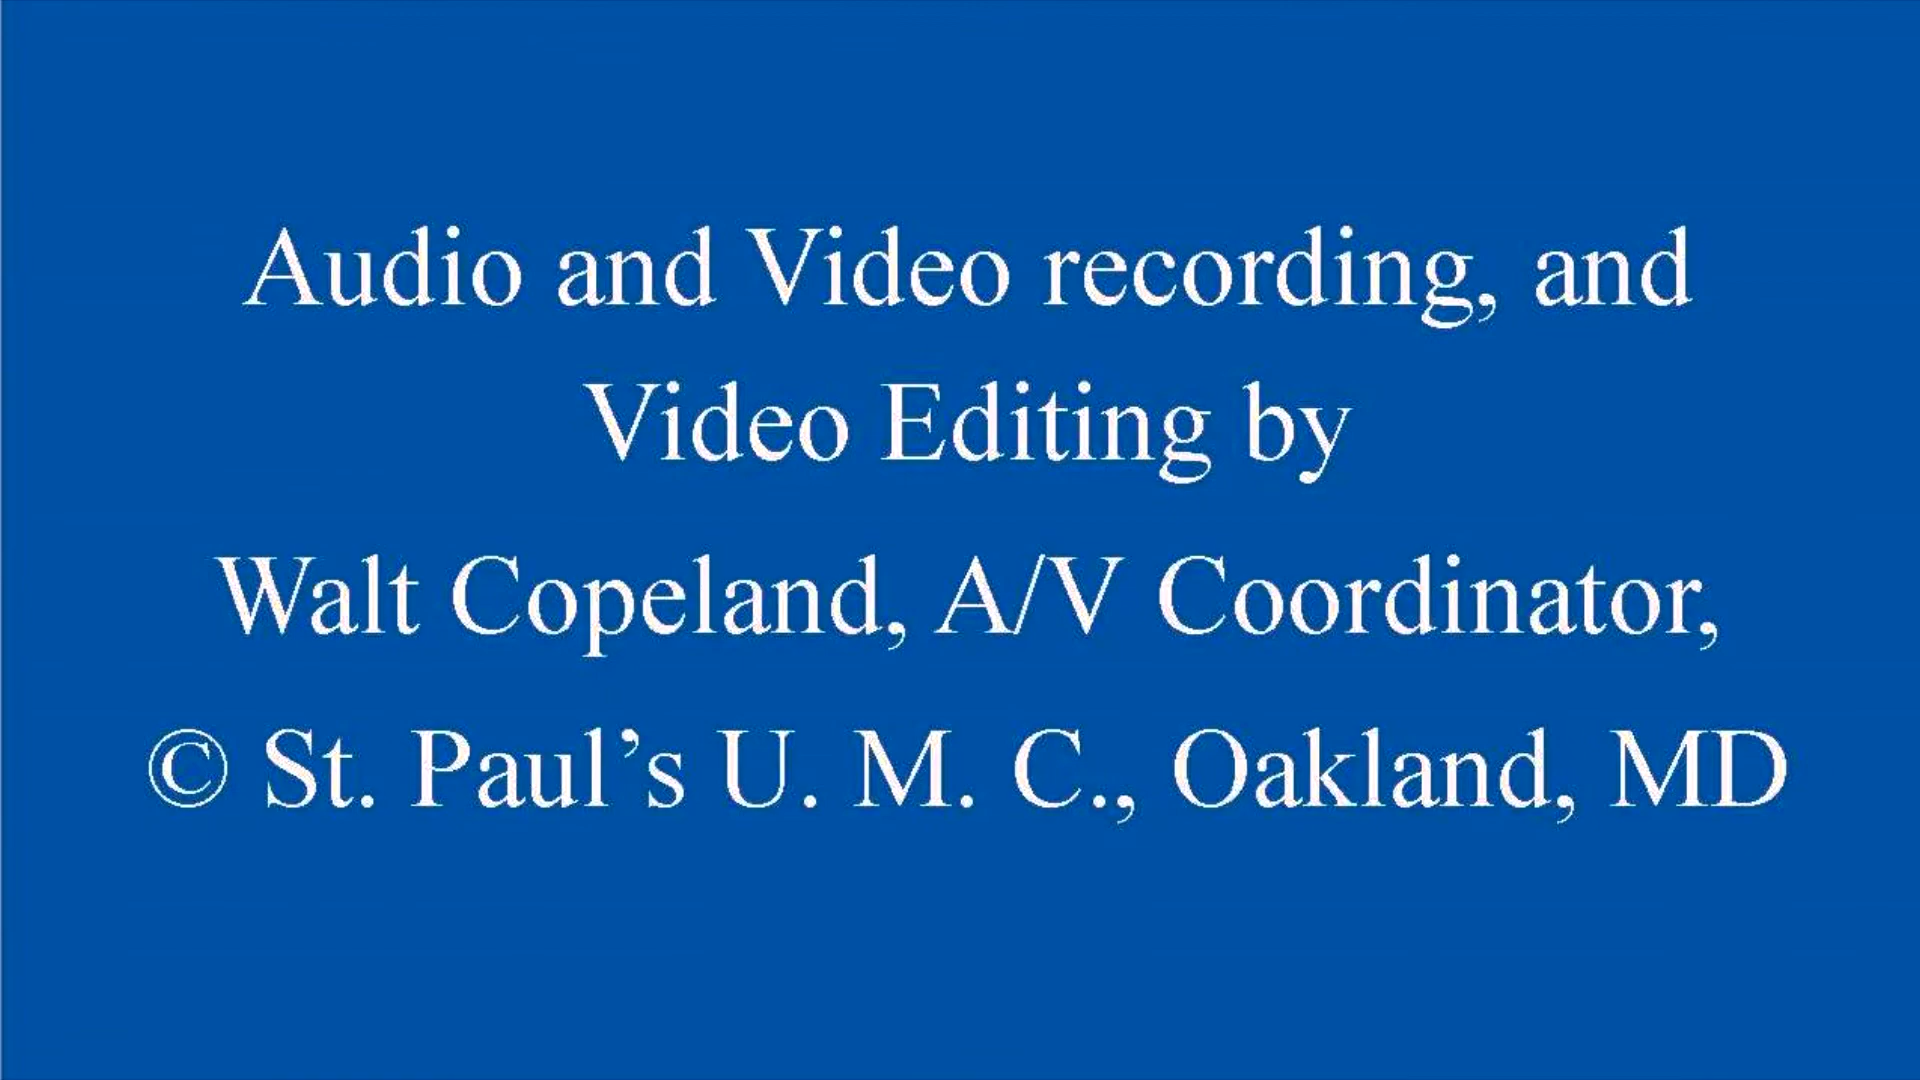 Audio and Video recording, and
Video Editing by
Walt Copeland, A/V Coordinator,
© St. Paul’s U. M. C., Oakland, MD